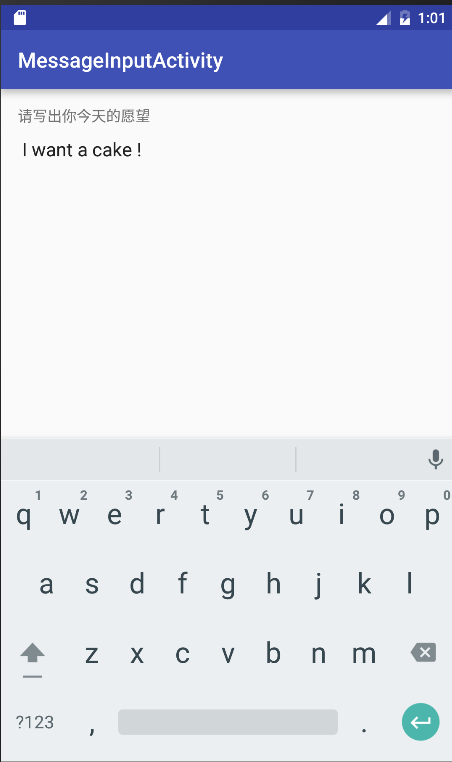 1:01
MessageInputActivity
请写出你今天的愿望
I want a cake !
1 2 3 4 5 6 7 8 9 0
q w e r t y u i o p
a s d f g h j k l
z x c v b n m
?123 , .